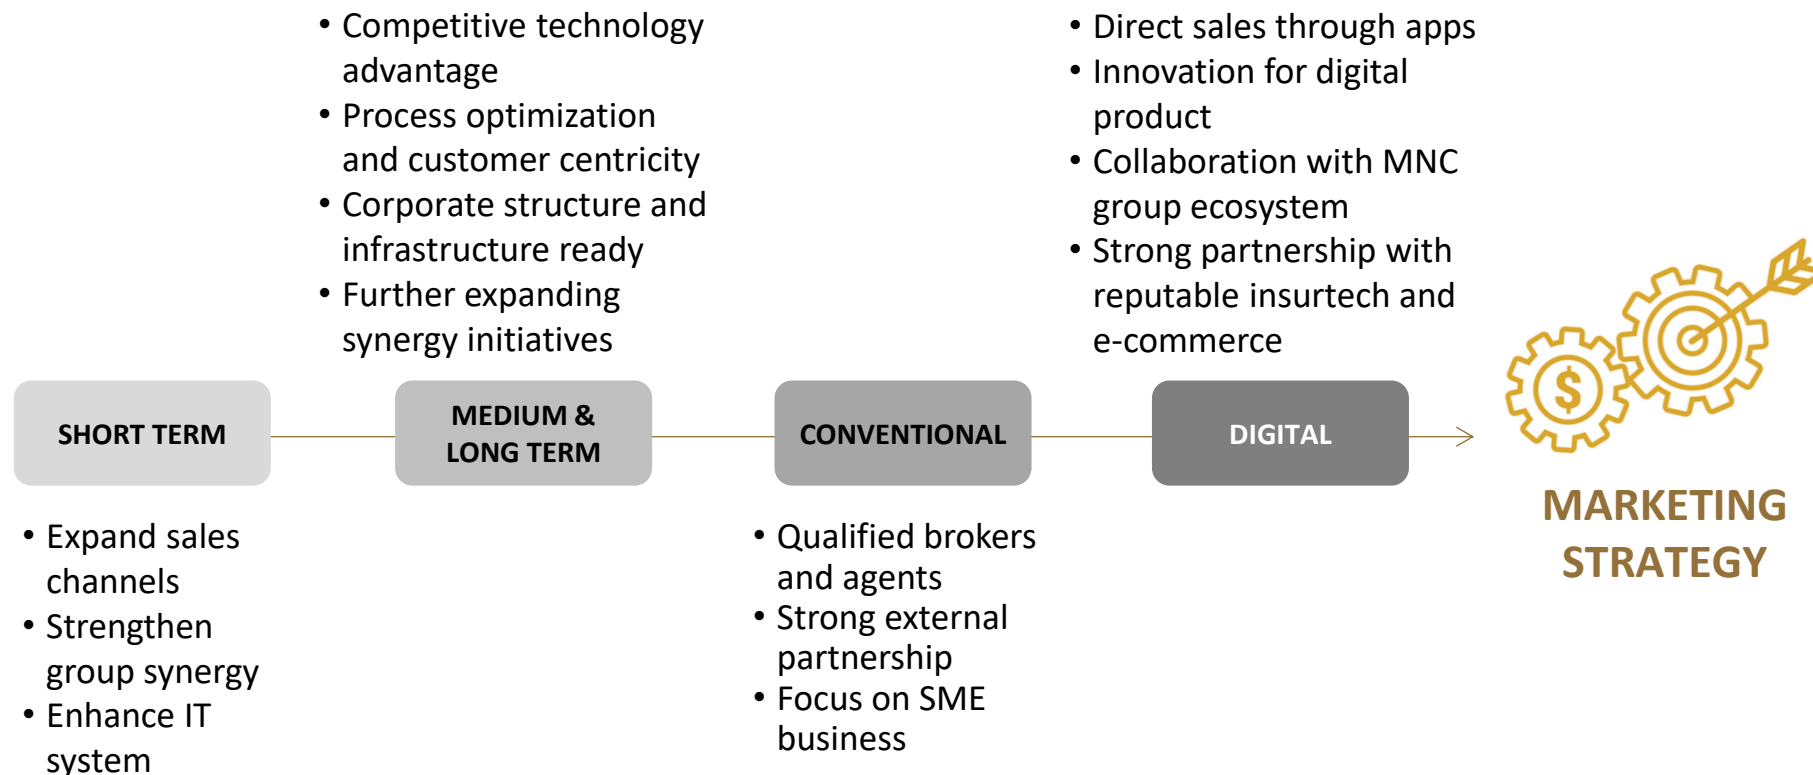 • Competitive technology
advantage
• Process optimization
and customer centricity
• Corporate structure and
infrastructure ready
• Further expanding
synergy initiatives
• Direct sales through apps
• Innovation for digital
product
• Collaboration with MNC
group ecosystem
• Strong partnership with
reputable insurtech and
e-commerce
SHORT TERM
MEDIUM &
LONG TERM
CONVENTIONAL
DIGITAL
$
MARKETING
STRATEGY
• Expand sales
channels
• Strengthen
group synergy
• Enhance IT
system
• Qualified brokers
and agents
• Strong external
partnership
• Focus on SME
business